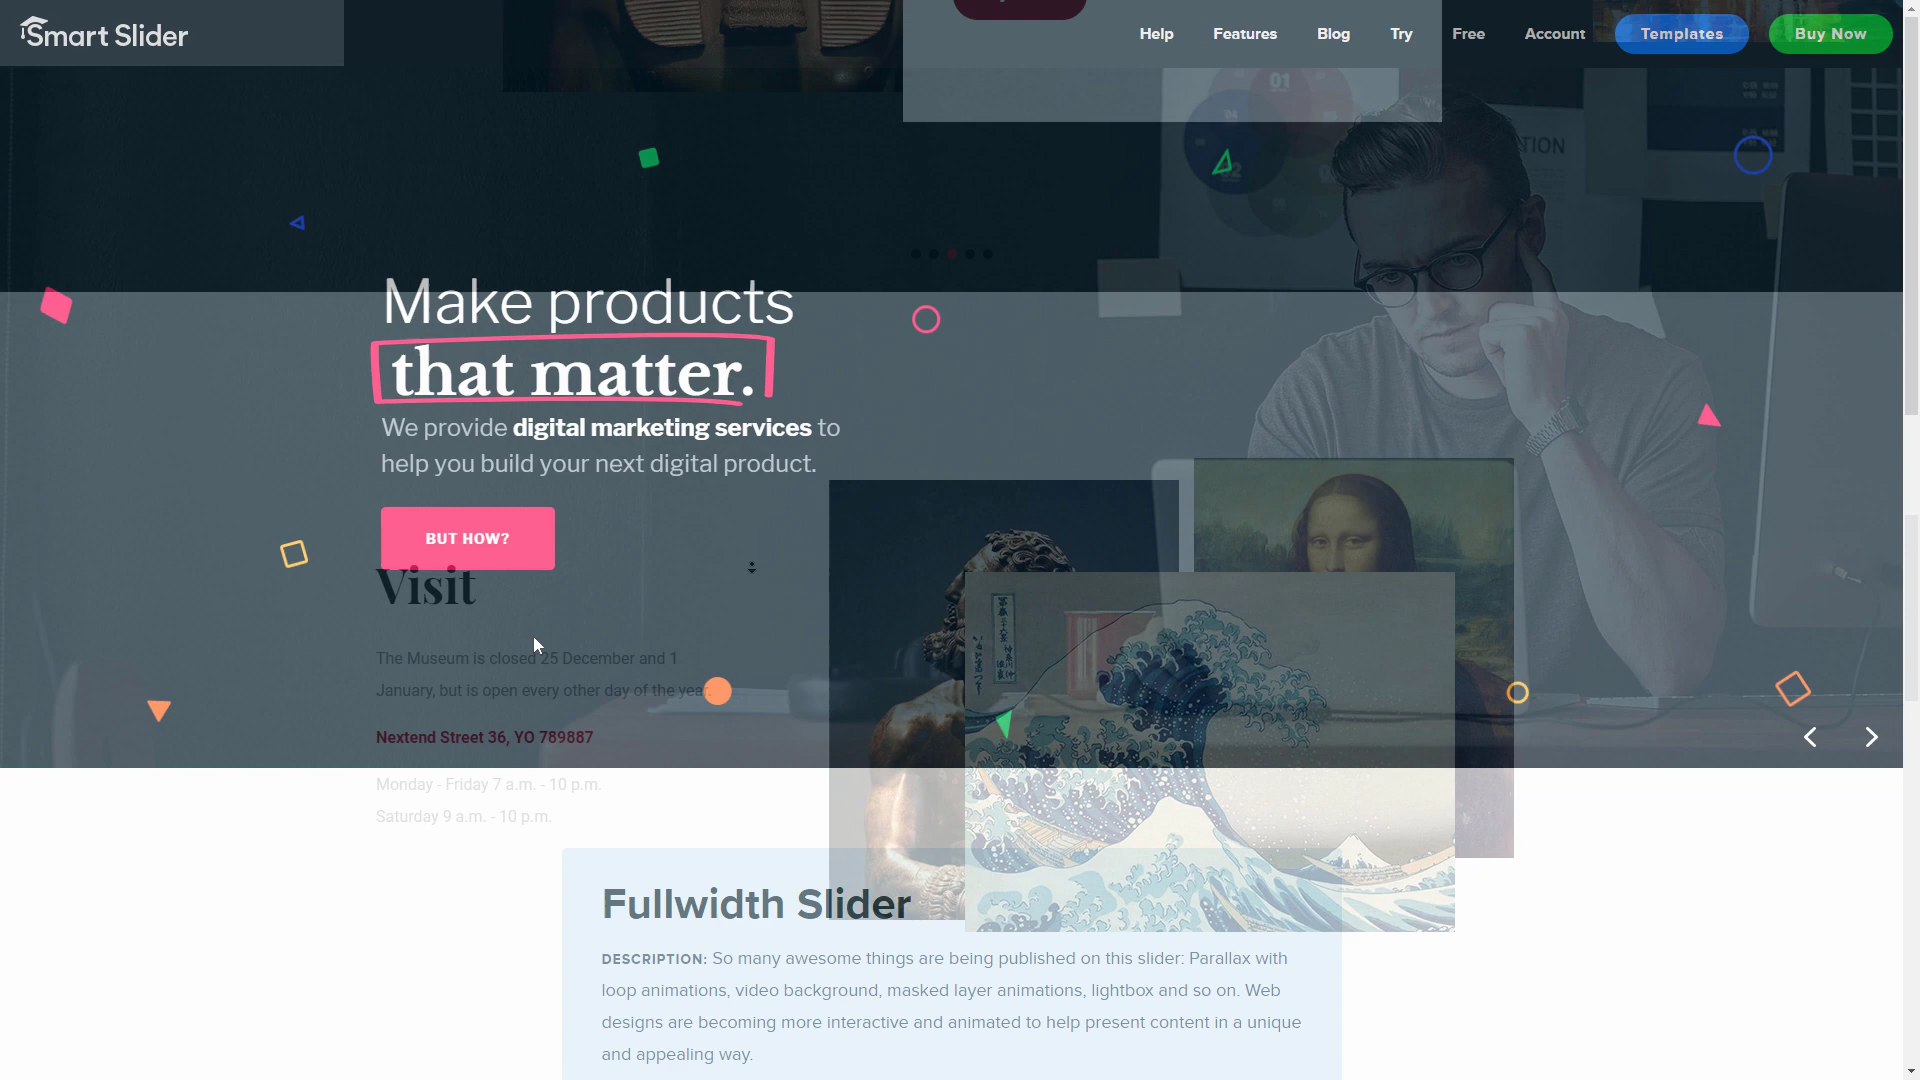 Smart Slider
Help Features Blog Try Free Account Templates Buy Now
01
04
02
TION
Make products
that matter.
We provide digital marketing services to
help you build your next digital product.
BUT HOW?
Visit
The Museum is closed 25 December and 1
January, but is open every other day of the year.
Nextend Street 36, YO 789887
Monday - Friday 7 a.m. - 10 p.m.
Saturday 9 a.m. - 10 p.m.
Fullwidth Slider
DESCRIPTION: So many awesome things are being published on this slider: Parallax with
loop animations, video background, masked layer animations, lightbox and so on. Web
designs are becoming more interactive and animated to help present content in a unique
and appealing way.